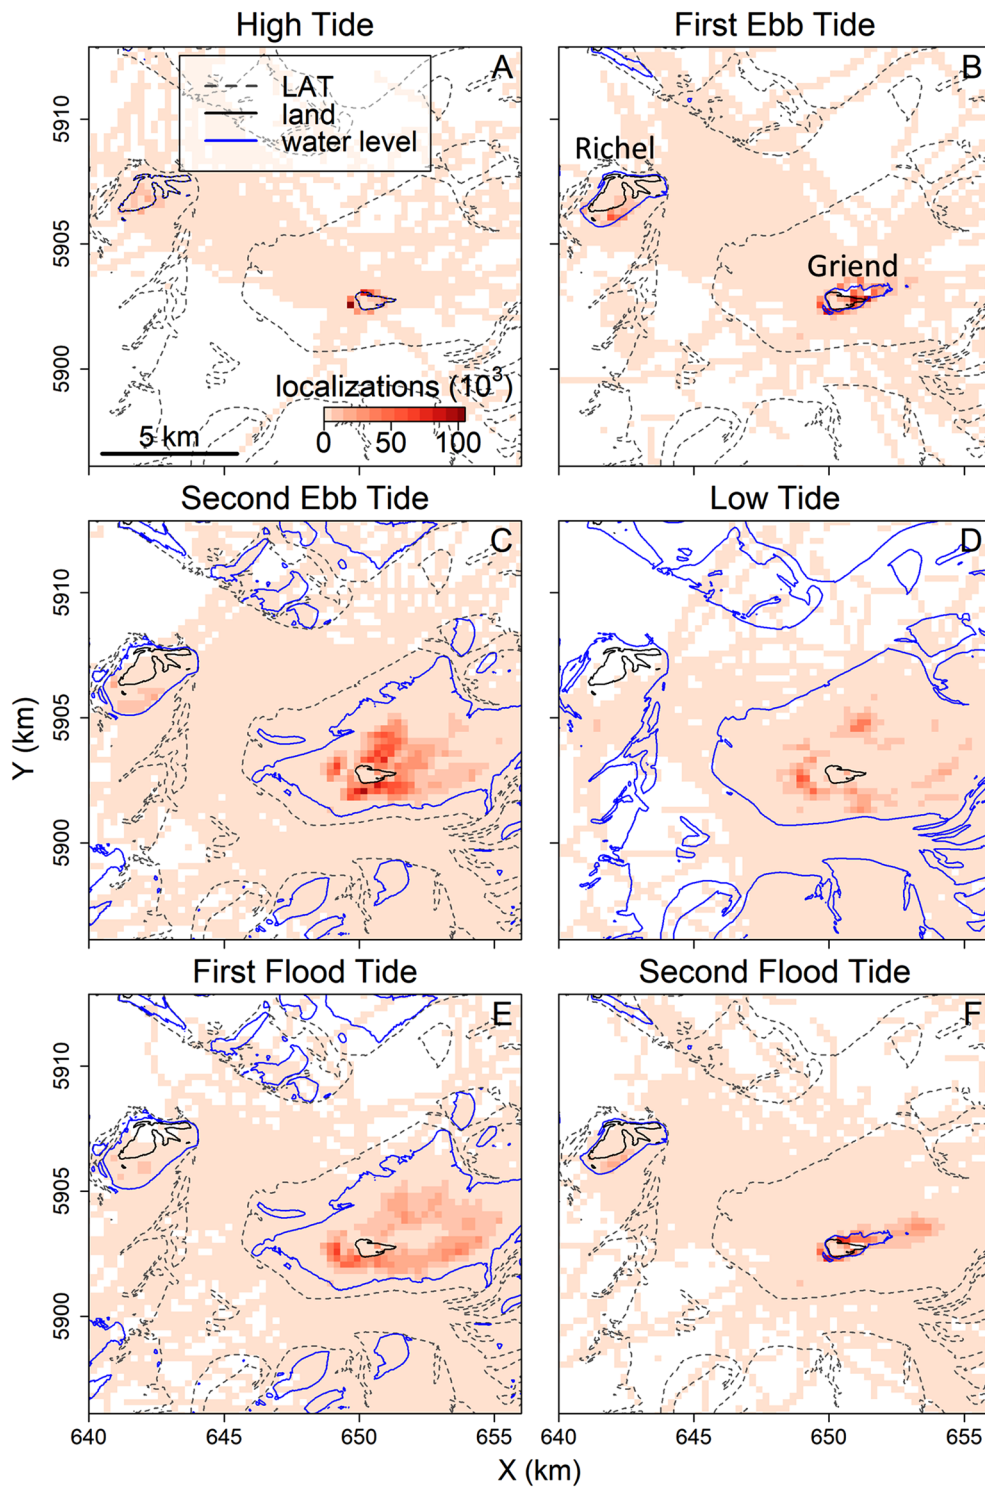 High Tide
First Ebb Tide
A
B
LAT
land
water level
Richel
Griend
5910
5905
5900
localizations (10³)
0
50
100
5 km
Second Ebb Tide
Low Tide
C
D
5910
5905
5900
Y (km)
First Flood Tide
Second Flood Tide
E
F
5910
5905
5900
640
645
650
655
640
645
650
655
X (km)